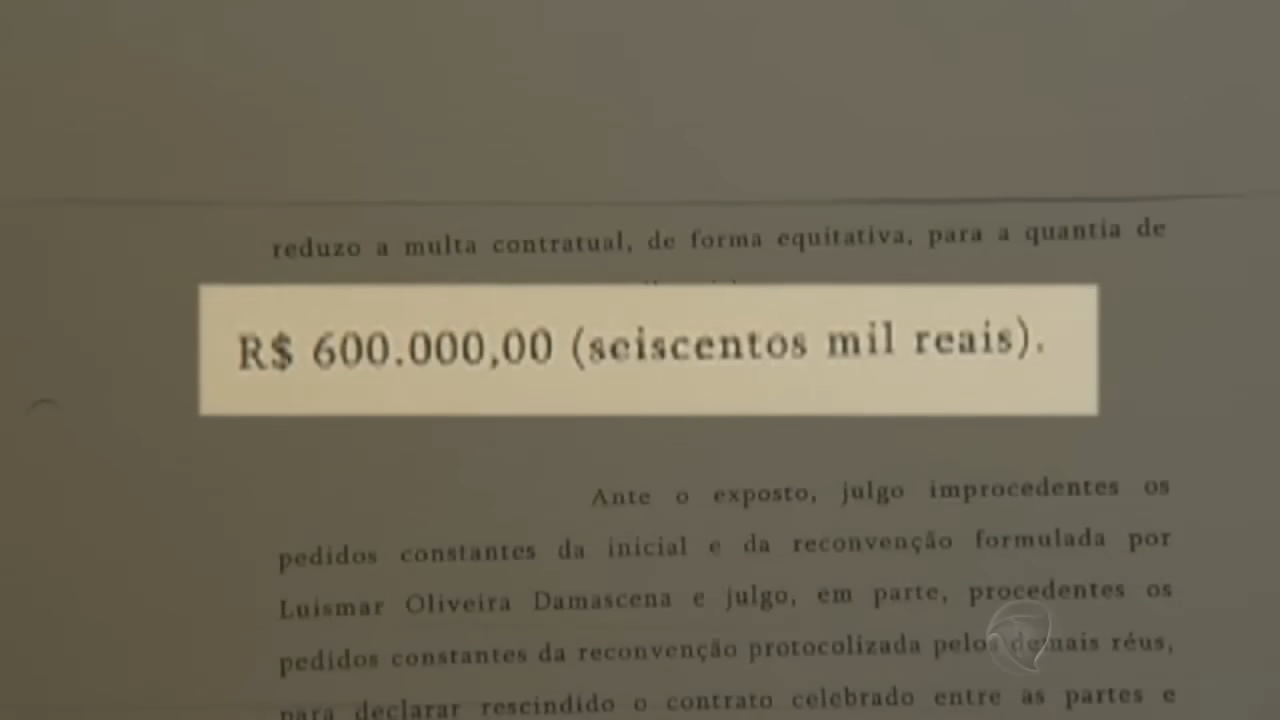 reduzo a multa contratual, de forma equitativa, para a quantia de
R$ 600.000,00 (seiscentos mil reais).
Ante o exposto, julgo improcedentes os
pedidos constantes da inicial e da reconvenção formulada por
Luismar Oliveira Damascena e julgo, em parte, procedentes os
pedidos constantes da reconvenção protocolizada pelos demais réus,
para declarar rescindido o contrato celebrado entre as partes e